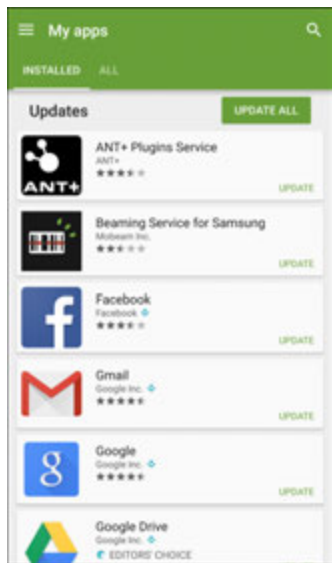 My apps
INSTALLED ALL
Updates UPDATE ALL
ANT+ Plugins Service
ANT+
ANT+
UPDATE
Beaming Service for Samsung
Mobeam Inc.
UPDATE
Facebook
Facebook
f
UPDATE
Gmail
Google Inc.
UPDATE
Google
Google Inc.
8
UPDATE
Google Drive
Google Inc.
EDITORS' CHOICE